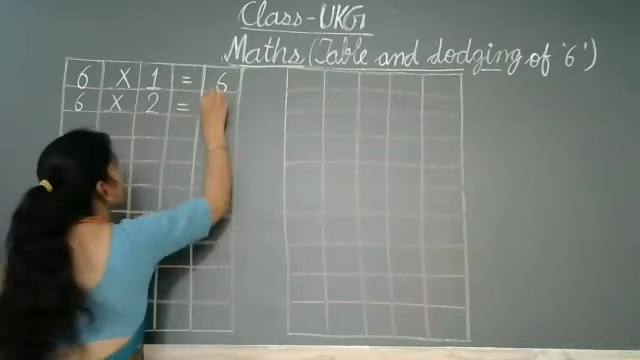 Class-UKG
Maths (Table and dodging of '6')
6 X 1 = 6
6 X 2 =